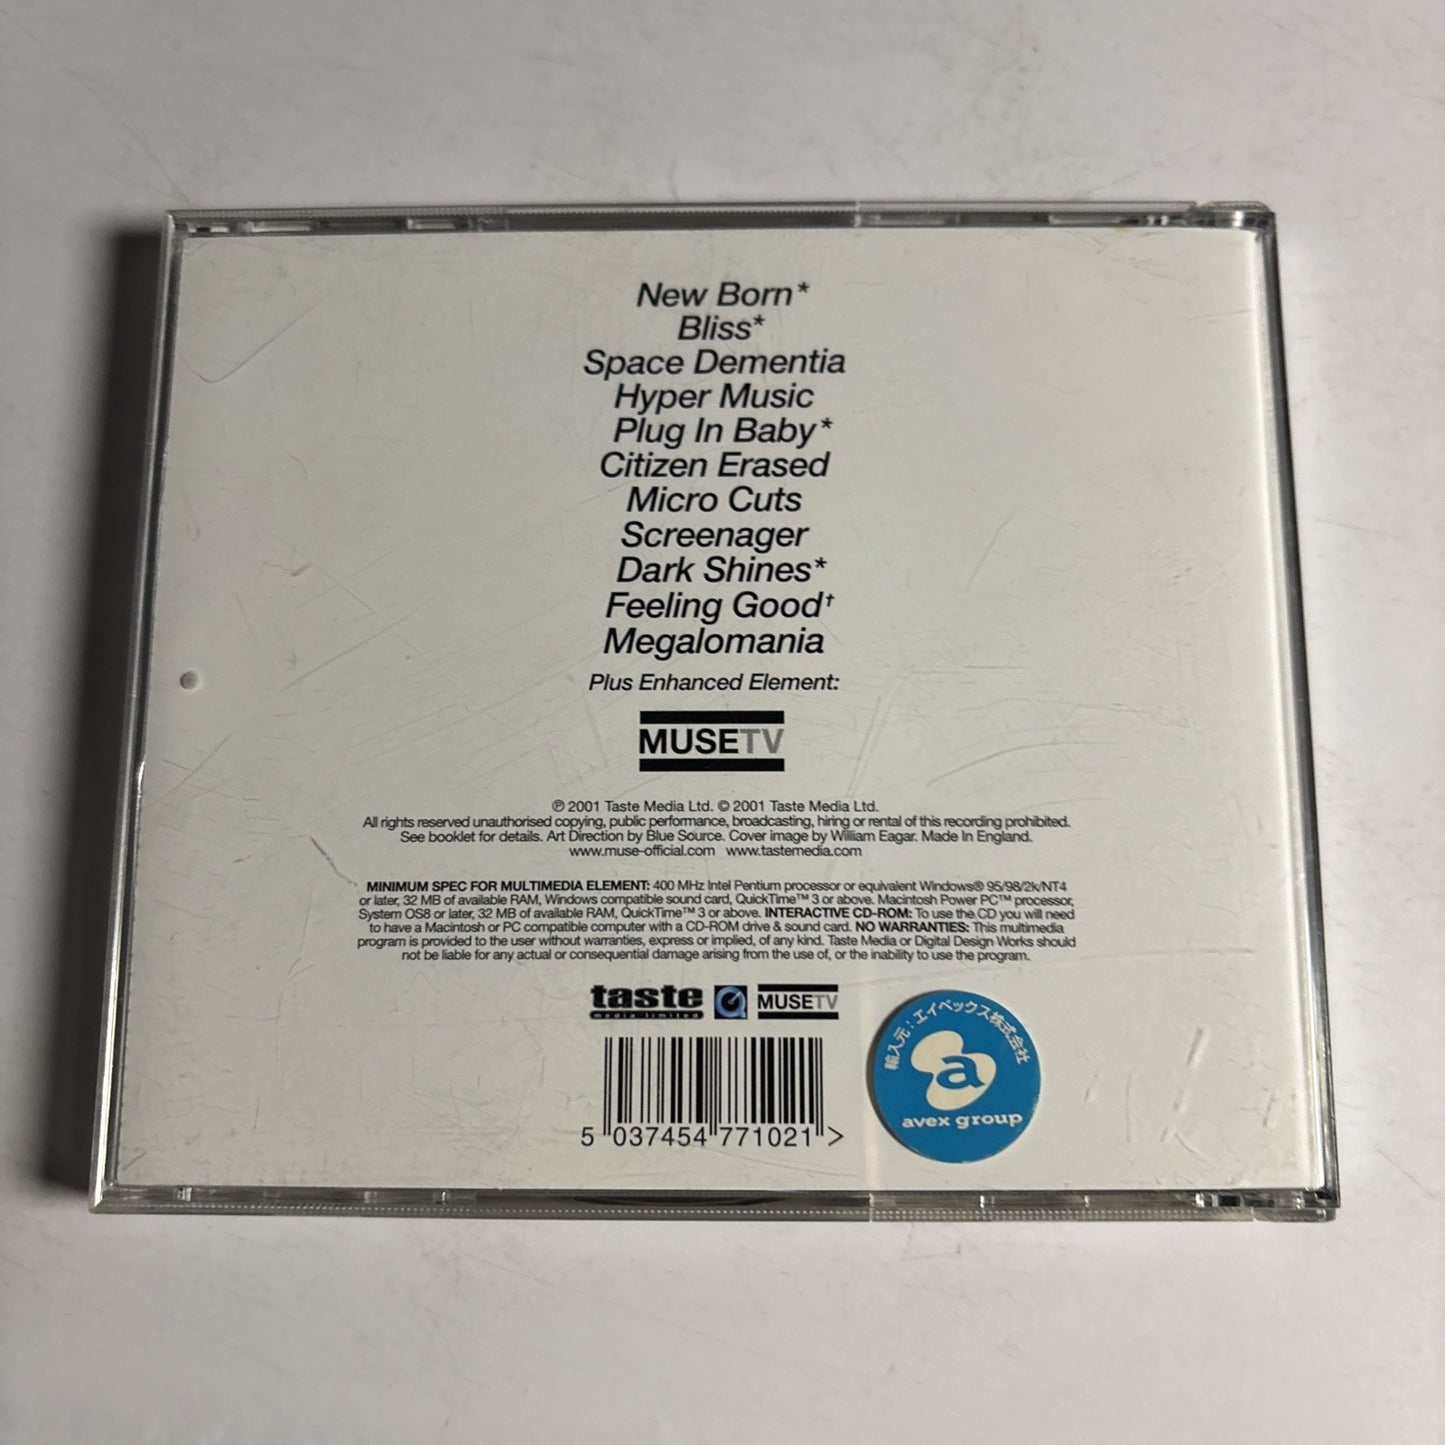 New Born*
Bliss*
Space Dementia
Hyper Music
Plug In Baby*
Citizen Erased
Micro Cuts
Screenager
Dark Shines*
Feeling Good†
Megalomania
Plus Enhanced Element:
MUSETV
℗ 2001 Taste Media Ltd. © 2001 Taste Media Ltd.
All rights reserved unauthorised copying, public performance, broadcasting, hiring or rental of this recording prohibited.
See booklet for details. Art Direction by Blue Source. Cover image by William Eagar. Made In England.
www.muse-official.com www.tastemedia.com
MINIMUM SPEC FOR MULTIMEDIA ELEMENT: 400 MHz Intel Pentium processor or equivalent Windows® 95/98/2k/NT4
or later, 32 MB of available RAM, Windows compatible sound card, QuickTime™ 3 or above. Macintosh Power PC™ processor,
System OS8 or later, 32 MB of available RAM, QuickTime™ 3 or above. INTERACTIVE CD-ROM: To use the CD you will need
to have a Macintosh or PC compatible computer with a CD-ROM drive & sound card. NO WARRANTIES: This multimedia
program is provided to the user without warranties, express or implied, of any kind. Taste Media or Digital Design Works should
not be liable for any actual or consequential damage arising from the use of, or the inability to use the program.
taste
media limited
MUSETV
輸入元:エイベックス株式会社
a
avex group
5 037454 771021 >